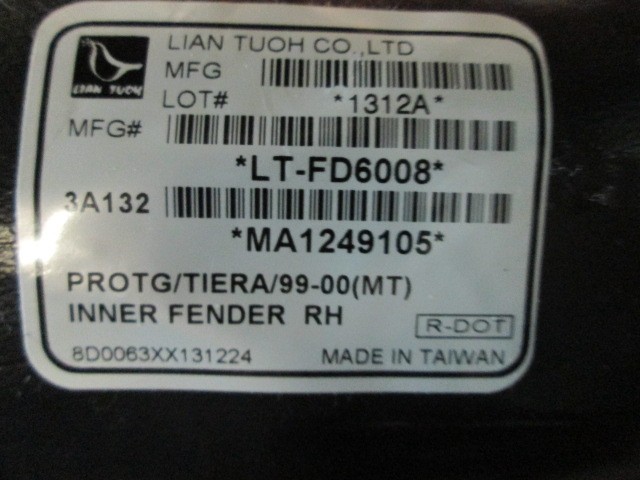 LIAN TUOH CO.,LTD
LIAN TUOH
MFG
LOT# *1312A*
MFG#
*LT-FD6008*
3A132
*MA1249105*
PROTG/TIERA/99-00(MT)
INNER FENDER RH
R-DOT
8D0063XX131224 MADE IN TAIWAN